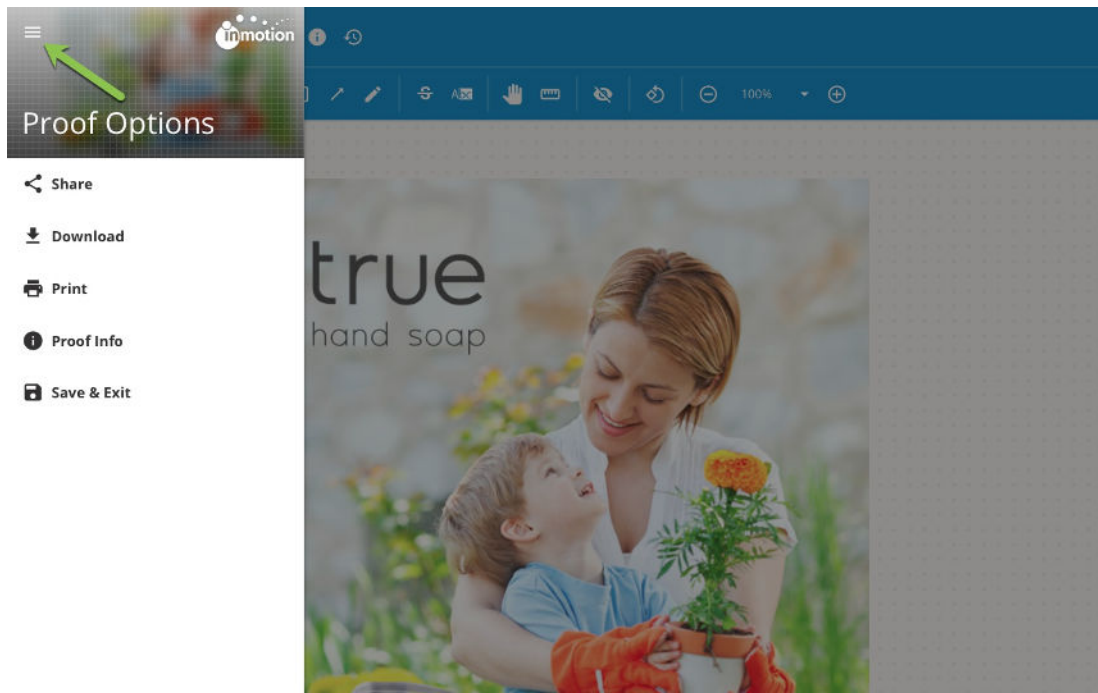 inmotion
Proof Options
Share
Download
Print
Proof Info
Save & Exit
100%
true
hand soap